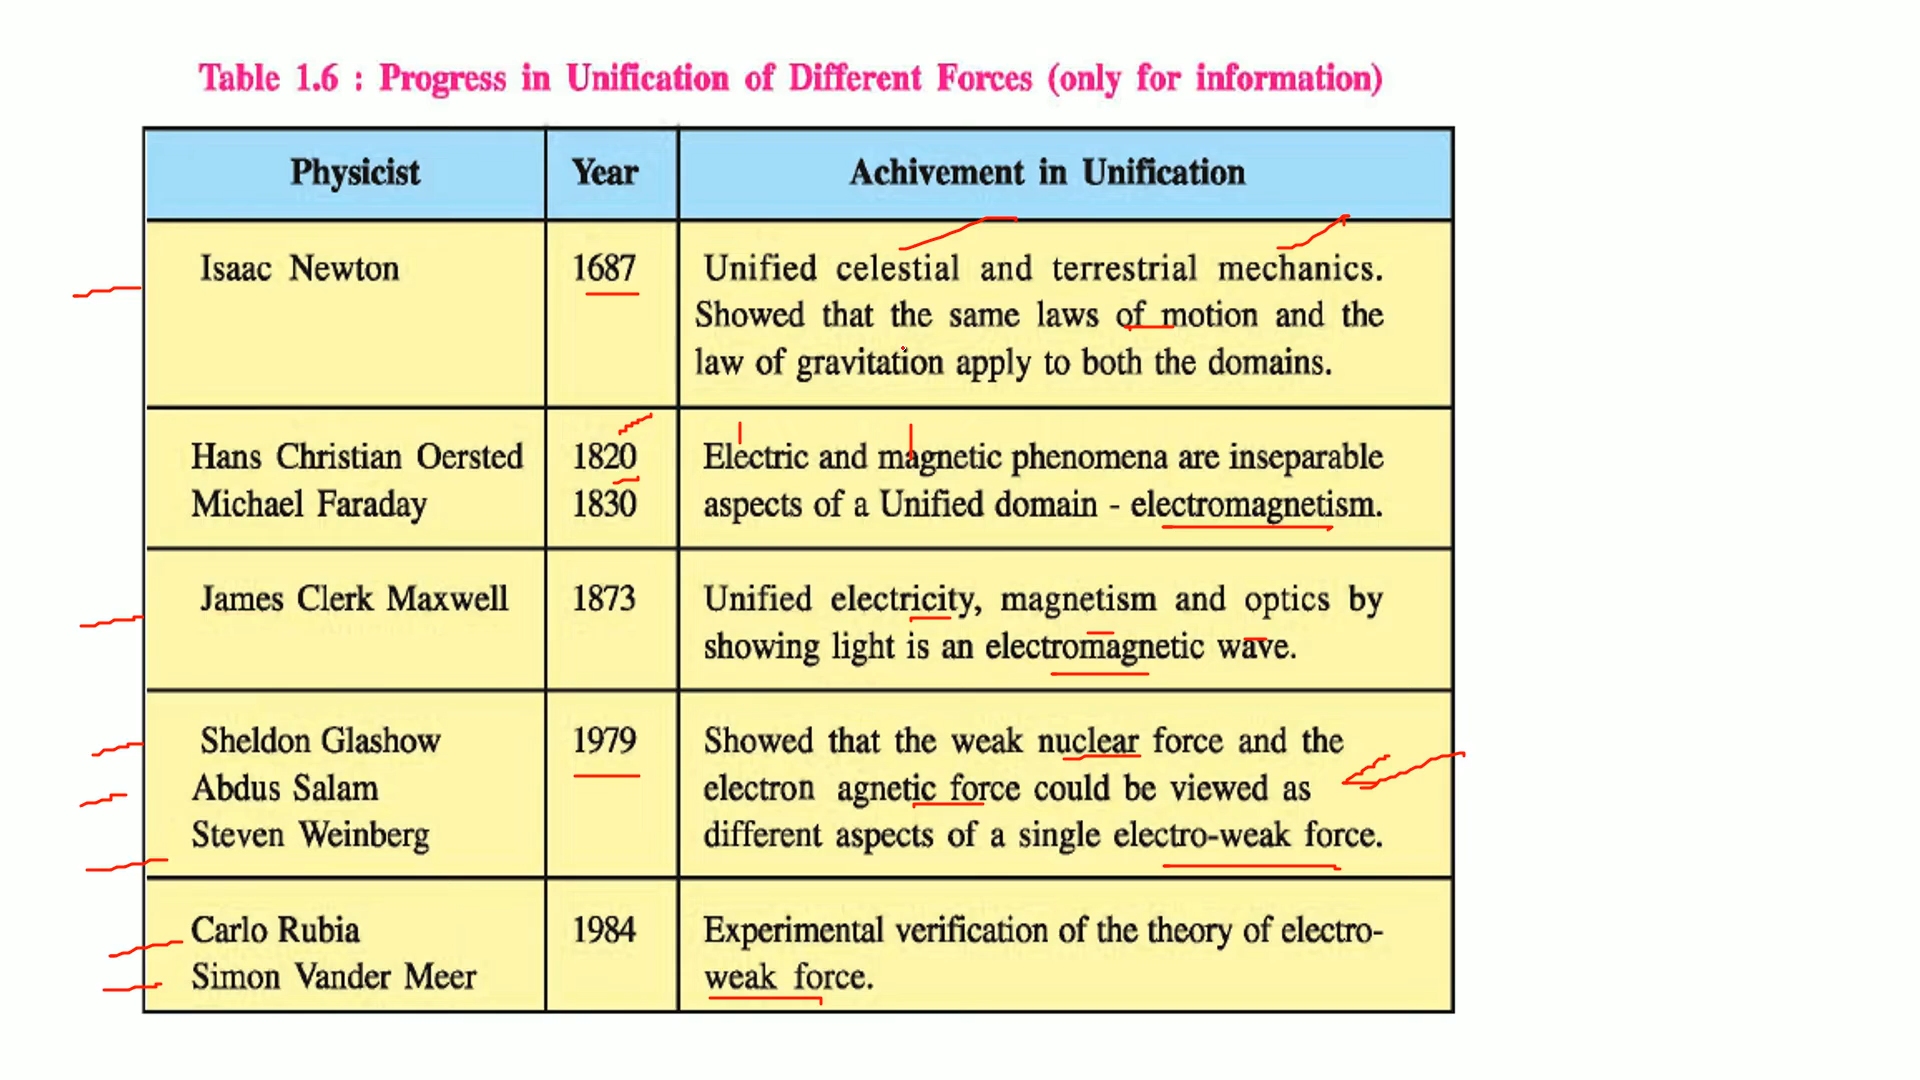 Table 1.6 : Progress in Unification of Different Forces (only for information)
Physicist Year Achivement in Unification
Isaac Newton 1687 Unified celestial and terrestrial mechanics.
Showed that the same laws of motion and the
law of gravitation apply to both the domains.
Hans Christian Oersted 1820 Electric and magnetic phenomena are inseparable
Michael Faraday 1830 aspects of a Unified domain - electromagnetism.
James Clerk Maxwell 1873 Unified electricity, magnetism and optics by
showing light is an electromagnetic wave.
Sheldon Glashow 1979 Showed that the weak nuclear force and the
Abdus Salam electron agnetic force could be viewed as
Steven Weinberg different aspects of a single electro-weak force.
Carlo Rubia 1984 Experimental verification of the theory of electro-
Simon Vander Meer weak force.